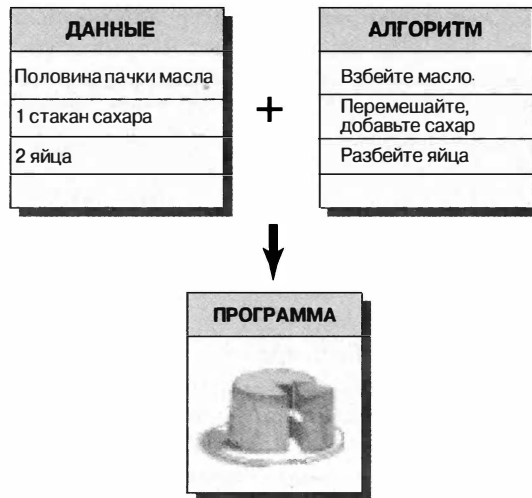 ДАННЫЕ
Половина пачки масла
1 стакан сахара
2 яйца
+
АЛГОРИТМ
Взбейте масло
Перемешайте,
добавьте сахар
Разбейте яйца
ПРОГРАММА